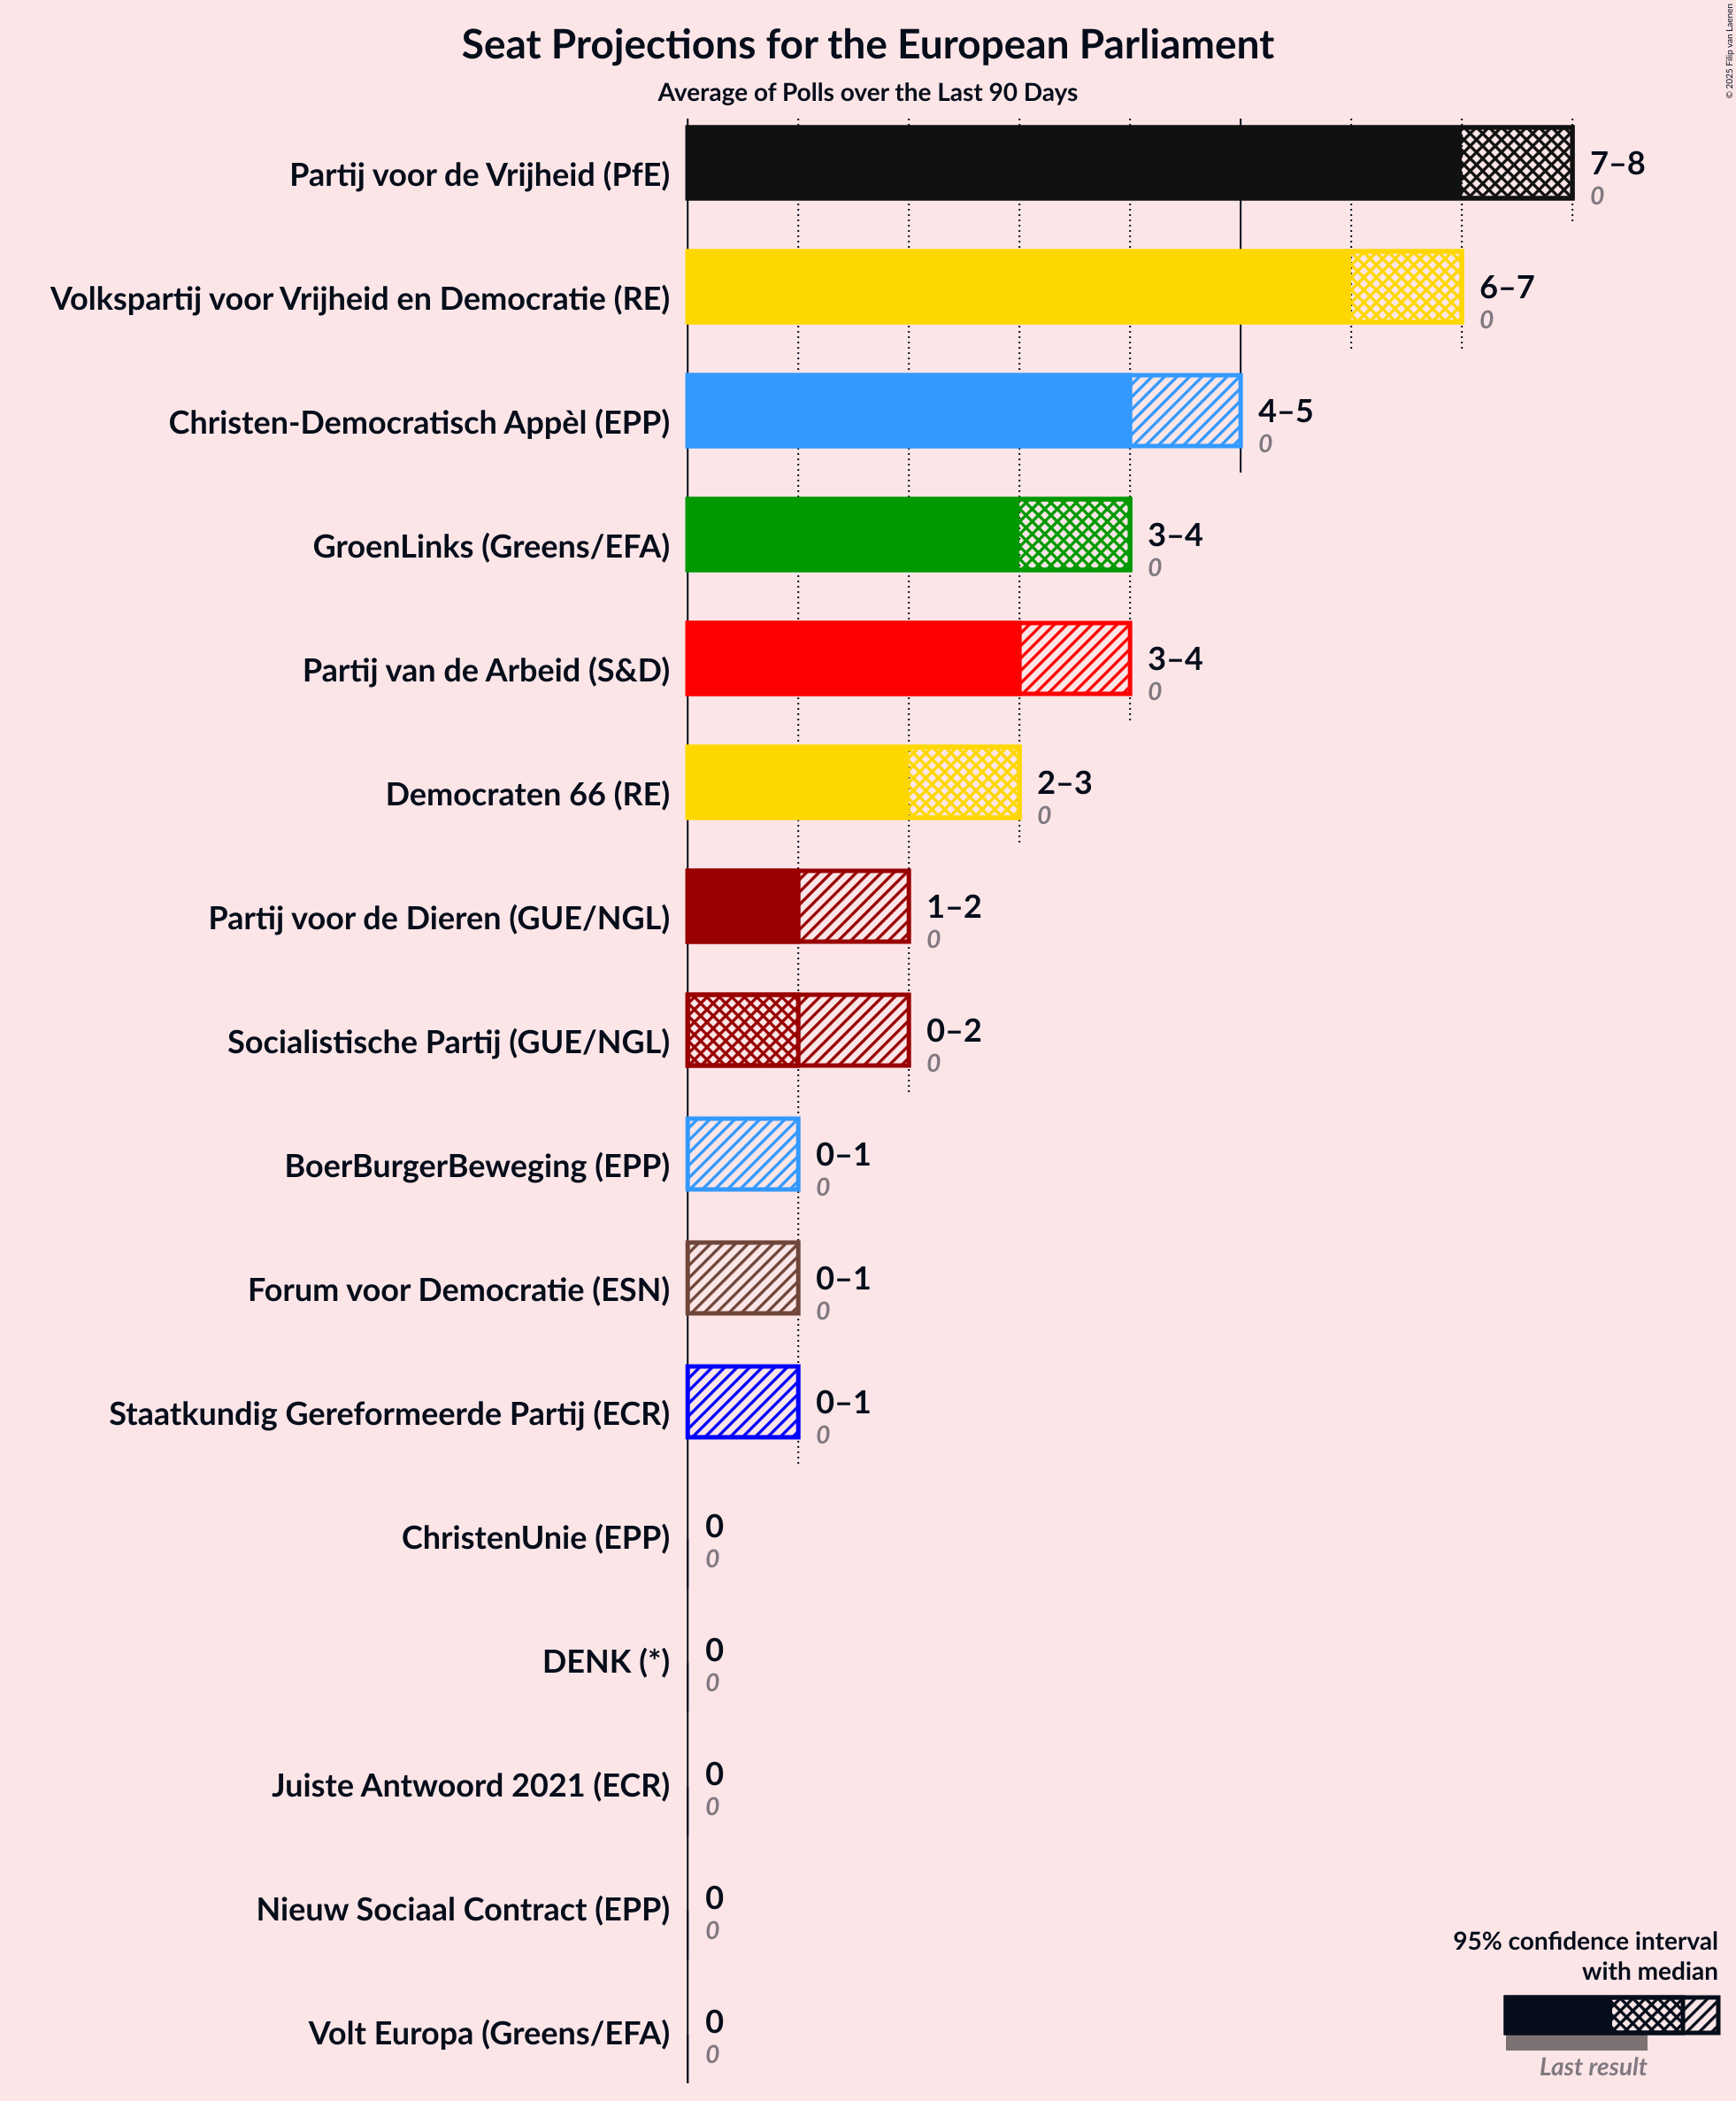 Seat Projections for the European Parliament
Average of Polls over the Last 90 Days
© 2025 Filip van Laenen
Partij voor de Vrijheid (PfE)
7–8
0
Volkspartij voor Vrijheid en Democratie (RE)
6–7
0
Christen-Democratisch Appèl (EPP)
4–5
0
GroenLinks (Greens/EFA)
3–4
0
Partij van de Arbeid (S&D)
3–4
0
Democraten 66 (RE)
2–3
0
Partij voor de Dieren (GUE/NGL)
1–2
0
Socialistische Partij (GUE/NGL)
0–2
0
BoerBurgerBeweging (EPP)
0–1
0
Forum voor Democratie (ESN)
0–1
0
Staatkundig Gereformeerde Partij (ECR)
0–1
0
ChristenUnie (EPP)
0
0
DENK (*)
0
0
Juiste Antwoord 2021 (ECR)
0
0
Nieuw Sociaal Contract (EPP)
0
0
Volt Europa (Greens/EFA)
0
0
95% confidence interval
with median
Last result